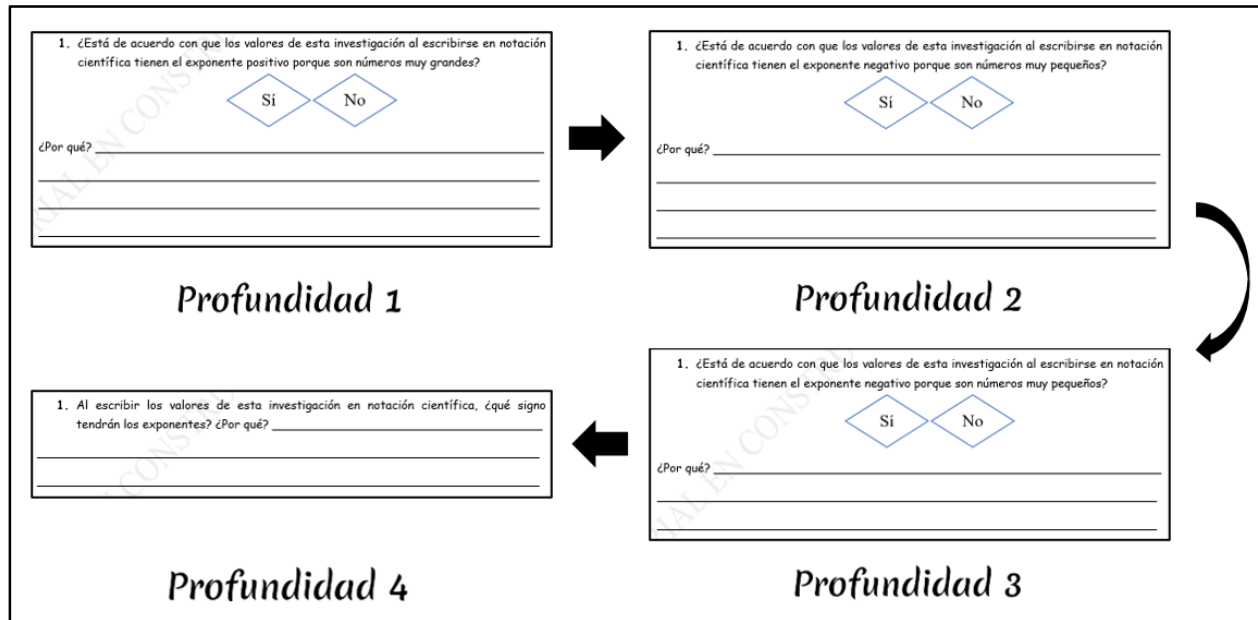 1. ¿Está de acuerdo con que los valores de esta investigación al escribirse en notación
científica tienen el exponente positivo porque son números muy grandes?
Sí
No
¿Por qué?
Profundidad 1
1. ¿Está de acuerdo con que los valores de esta investigación al escribirse en notación
científica tienen el exponente negativo porque son números muy pequeños?
Sí
No
¿Por qué?
Profundidad 2
1. ¿Está de acuerdo con que los valores de esta investigación al escribirse en notación
científica tienen el exponente negativo porque son números muy pequeños?
Sí
No
¿Por qué?
Profundidad 3
1. Al escribir los valores de esta investigación en notación científica, ¿qué signo
tendrán los exponentes? ¿Por qué?
Profundidad 4